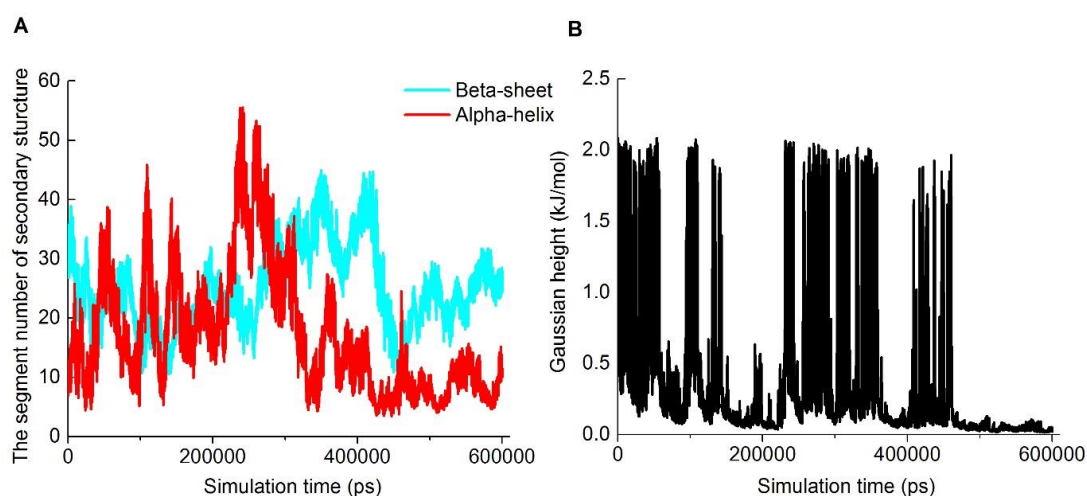 A
The segment number of secondary sturcture
60
50
40
30
20
10
0
Beta-sheet
Alpha-helix
0
200000
400000
600000
Simulation time (ps)
B
Gaussian height (kJ/mol)
2.5
2.0
1.5
1.0
0.5
0.0
0
200000
400000
600000
Simulation time (ps)